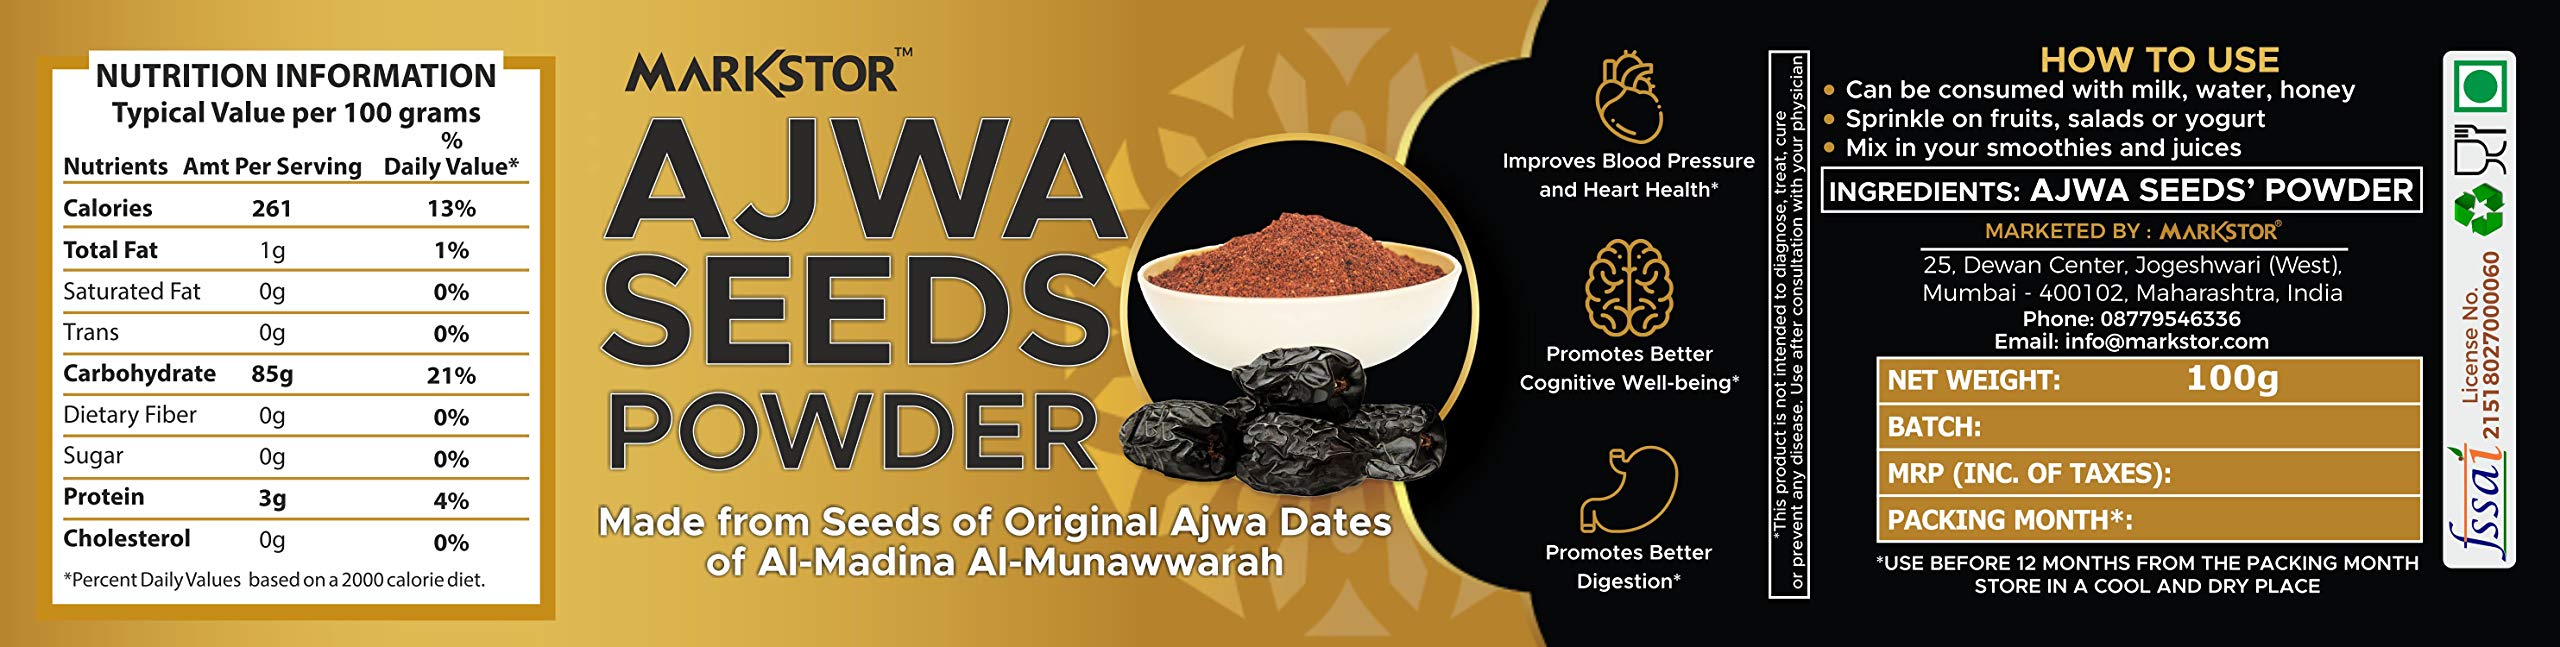 NUTRITION INFORMATION
Typical Value per 100 grams
%
Nutrients Amt Per Serving Daily Value*
Calories 261 13%
Total Fat 1g 1%
Saturated Fat 0g 0%
Trans 0g 0%
Carbohydrate 85g 21%
Dietary Fiber 0g 0%
Sugar 0g 0%
Protein 3g 4%
Cholesterol 0g 0%
*Percent Daily Values based on a 2000 calorie diet.
MARKSTOR™
AJWA
SEEDS
POWDER
Made from Seeds of Original Ajwa Dates
of Al-Madina Al-Munawwarah
Improves Blood Pressure
and Heart Health*
Promotes Better
Cognitive Well-being*
Promotes Better
Digestion*
*This product is not intended to diagnose, treat, cure
or prevent any disease. Use after consultation with your physician
HOW TO USE
• Can be consumed with milk, water, honey
• Sprinkle on fruits, salads or yogurt
• Mix in your smoothies and juices
INGREDIENTS: AJWA SEEDS’ POWDER
MARKETED BY : MARKSTOR®
25, Dewan Center, Jogeshwari (West),
Mumbai - 400102, Maharashtra, India
Phone: 08779546336
Email: info@markstor.com
NET WEIGHT: 100g
BATCH:
MRP (INC. OF TAXES):
PACKING MONTH*:
*USE BEFORE 12 MONTHS FROM THE PACKING MONTH
STORE IN A COOL AND DRY PLACE
fssai
License No.
21518027000060